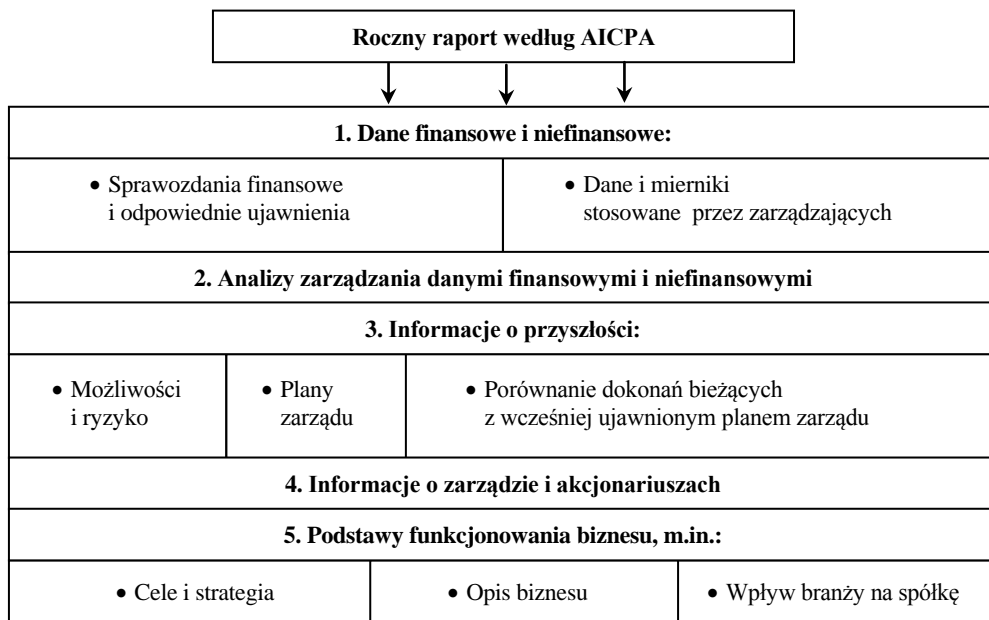 Roczny raport według AICPA
1. Dane finansowe i niefinansowe:
• Sprawozdania finansowe
i odpowiednie ujawnienia
• Dane i mierniki
stosowane przez zarządzających
2. Analizy zarządzania danymi finansowymi i niefinansowymi
3. Informacje o przyszłości:
• Możliwości
i ryzyko
• Plany
zarządu
• Porównanie dokonań bieżących
z wcześniej ujawnionym planem zarządu
4. Informacje o zarządzie i akcjonariuszach
5. Podstawy funkcjonowania biznesu, m.in.:
• Cele i strategia
• Opis biznesu
• Wpływ branży na spółkę